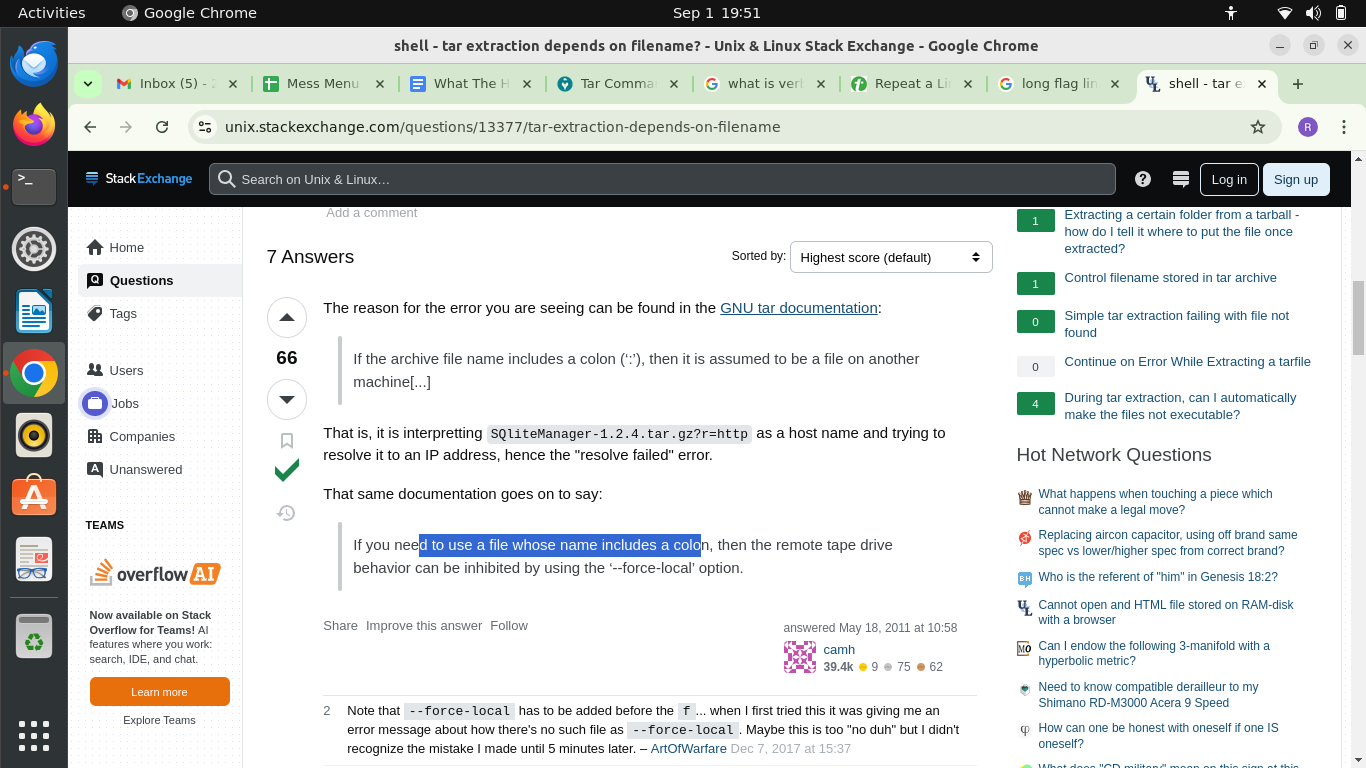 Activities
Google Chrome
Sep 1 19:51
shell - tar extraction depends on filename? - Unix & Linux Stack Exchange - Google Chrome
Inbox (5) - 2
Mess Menu
What The H
Tar Comma
what is verb
Repeat a Li
long flag lin
shell - tar e
unix.stackexchange.com/questions/13377/tar-extraction-depends-on-filename
R
StackExchange
Search on Unix & Linux…
Log in
Sign up
Home
Questions
Tags
Users
Jobs
Companies
Unanswered
TEAMS
overflow AI
Now available on Stack
Overflow for Teams! AI
features where you work:
search, IDE, and chat.
Learn more
Explore Teams
Add a comment
7 Answers
Sorted by:
Highest score (default)
66
The reason for the error you are seeing can be found in the GNU tar documentation:
If the archive file name includes a colon (‘:’), then it is assumed to be a file on another
machine[...]
That is, it is interpretting SQliteManager-1.2.4.tar.gz?r=http as a host name and trying to
resolve it to an IP address, hence the "resolve failed" error.
That same documentation goes on to say:
If you need to use a file whose name includes a colon, then the remote tape drive
behavior can be inhibited by using the ‘--force-local’ option.
Share Improve this answer Follow
answered May 18, 2011 at 10:58
camh
39.4k 9 75 62
2
Note that --force-local has to be added before the f ... when I first tried this it was giving me an
error message about how there's no such file as --force-local . Maybe this is too "no duh" but I didn't
recognize the mistake I made until 5 minutes later. – ArtOfWarfare Dec 7, 2017 at 15:37
1
Extracting a certain folder from a tarball -
how do I tell it where to put the file once
extracted?
1
Control filename stored in tar archive
0
Simple tar extraction failing with file not
found
0
Continue on Error While Extracting a tarfile
4
During tar extraction, can I automatically
make the files not executable?
Hot Network Questions
What happens when touching a piece which
cannot make a legal move?
Replacing aircon capacitor, using off brand same
spec vs lower/higher spec from correct brand?
BH
Who is the referent of "him" in Genesis 18:2?
Cannot open and HTML file stored on RAM-disk
with a browser
MO
Can I endow the following 3-manifold with a
hyperbolic metric?
Need to know compatible derailleur to my
Shimano RD-M3000 Acera 9 Speed
φ
How can one be honest with oneself if one IS
oneself?